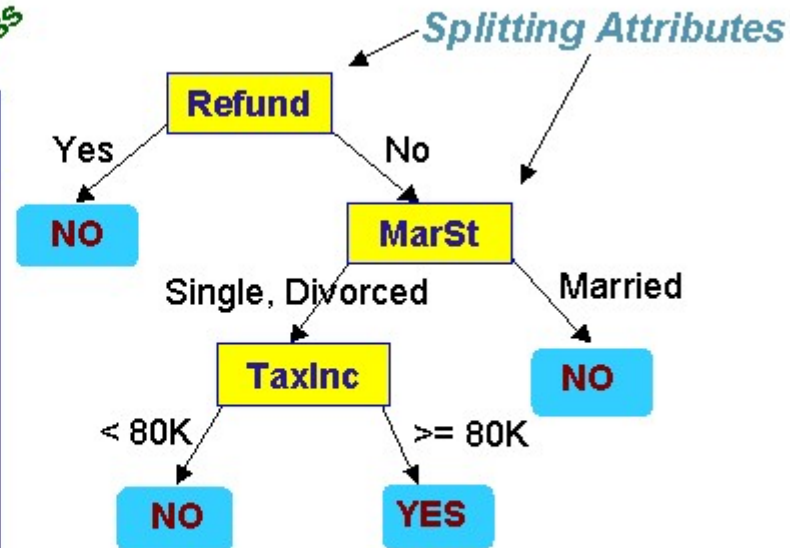 Splitting Attributes
Refund
Yes
No
NO
MarSt
Single, Divorced
Married
TaxInc
NO
< 80K
>= 80K
NO
YES